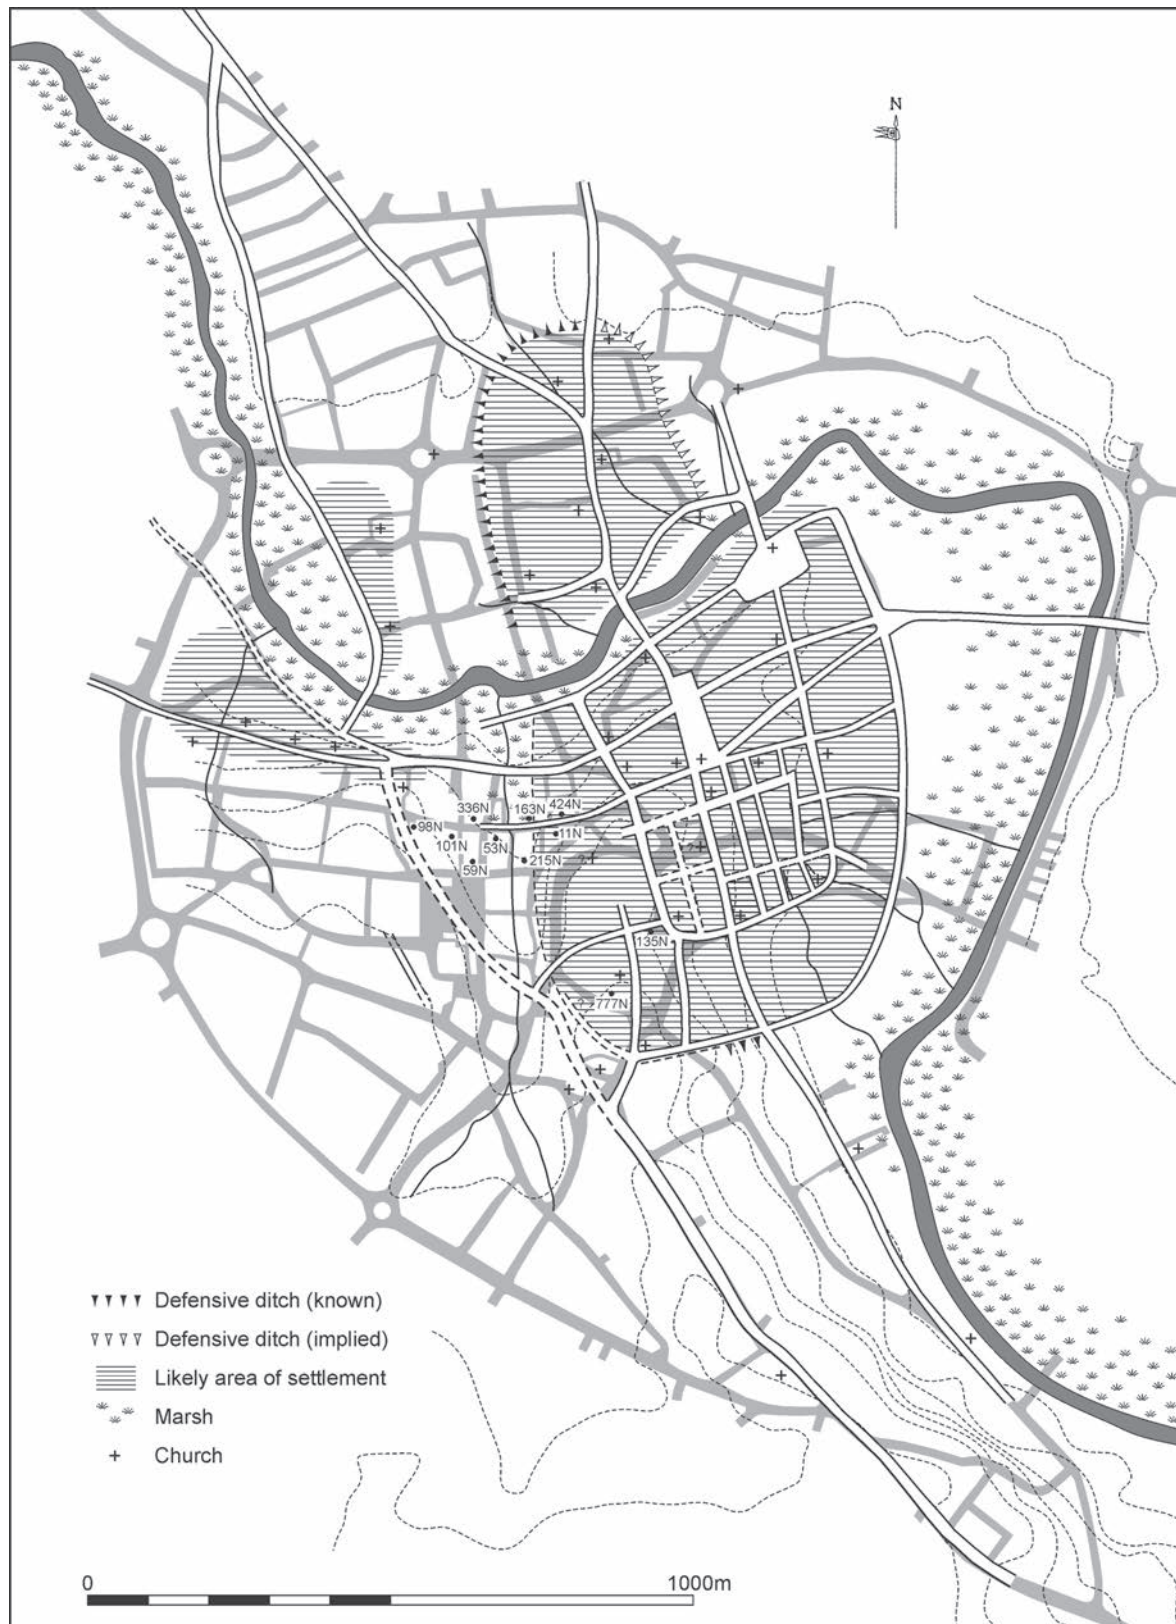 N
336N
163N
424N
98N
101N
53N
11N
59N
215N
?
?
135N
?
777N
Defensive ditch (known)
Defensive ditch (implied)
Likely area of settlement
Marsh
Church
0
1000m